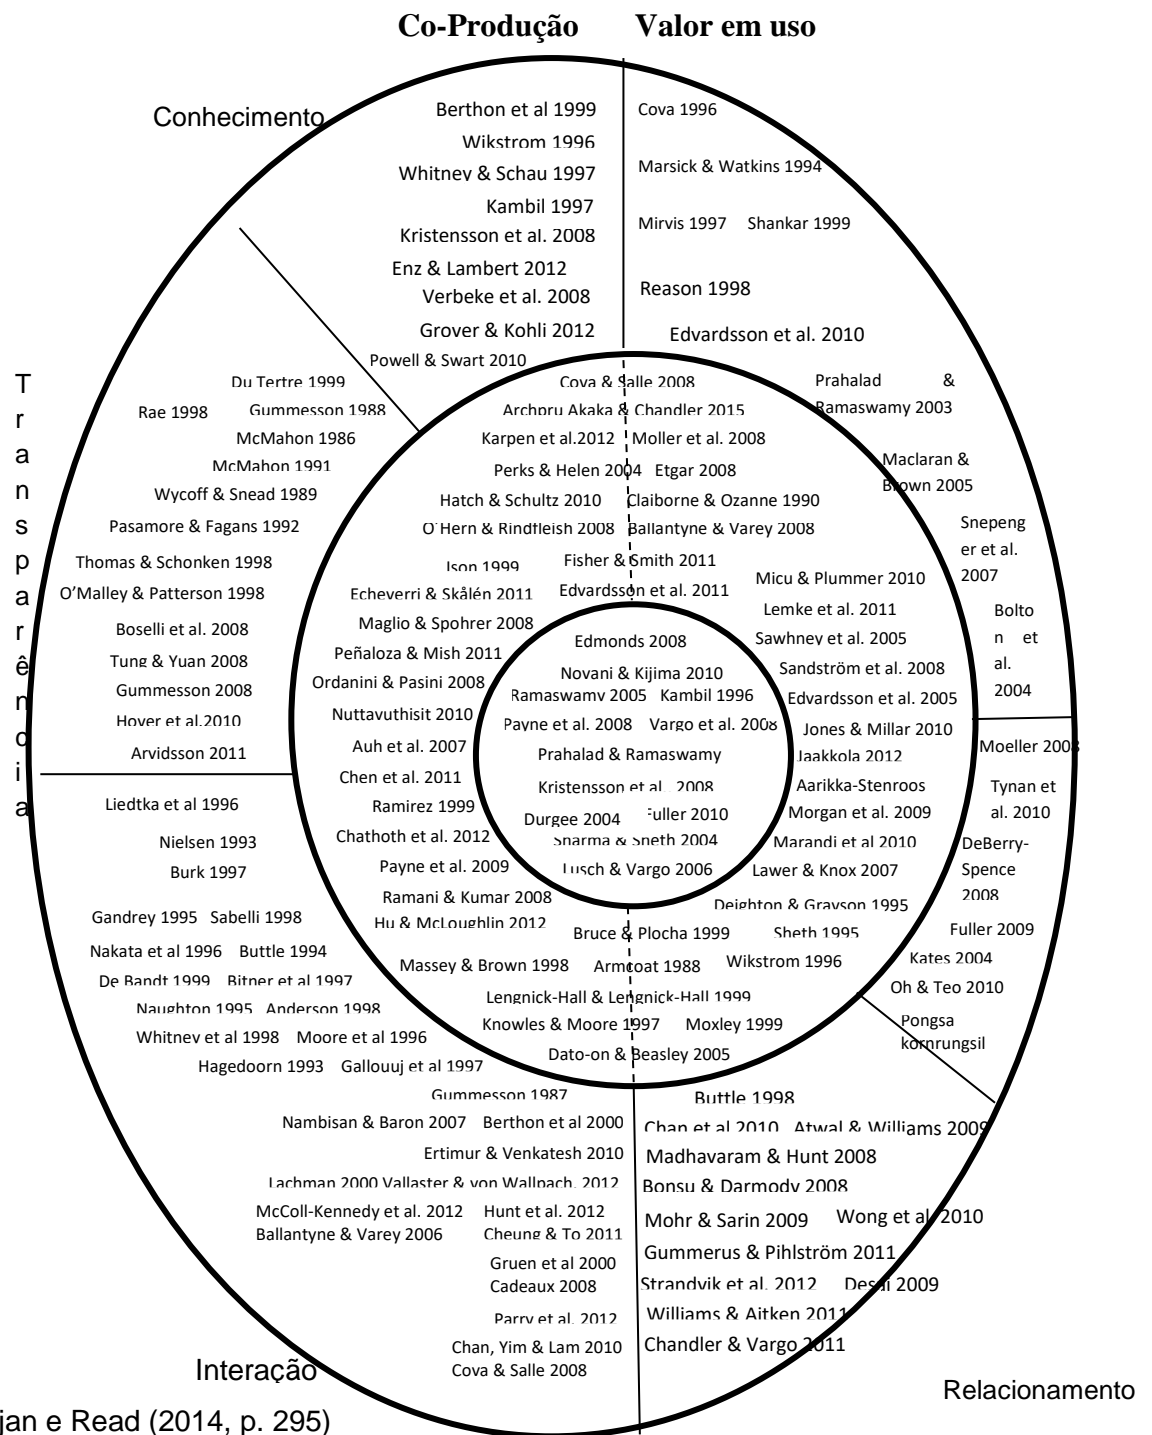 Co-Produção Valor em uso
Conhecimento
Berthon et al 1999
Wikstrom 1996
Whitney & Schau 1997
Kambil 1997
Kristensson et al. 2008
Enz & Lambert 2012
Verbeke et al. 2008
Grover & Kohli 2012
Powell & Swart 2010
Cova 1996
Marsick & Watkins 1994
Mirvis 1997 Shankar 1999
Reason 1998
Edvardsson et al. 2010
Prahalad &
Ramaswamy 2003
Maclaran &
Brown 2005
Snepeng
er et al.
2007
Bolto
n et
al.
2004
Transparência
Du Tertre 1999
Rae 1998 Gummesson 1988
McMahon 1986
McMahon 1991
Wycoff & Snead 1989
Pasamore & Fagans 1992
Thomas & Schonken 1998
O’Malley & Patterson 1998
Boselli et al. 2008
Tung & Yuan 2008
Gummesson 2008
Hoyer et al.2010
Arvidsson 2011
Cova & Salle 2008
Archpru Akaka & Chandler 2015
Karpen et al.2012 Moller et al. 2008
Perks & Helen 2004 Etgar 2008
Hatch & Schultz 2010 Claiborne & Ozanne 1990
O’Hern & Rindfleish 2008 Ballantyne & Varey 2008
Ison 1999 Fisher & Smith 2011
Echeverri & Skålén 2011 Edvardsson et al. 2011
Maglio & Spohrer 2008
Peñaloza & Mish 2011
Ordanini & Pasini 2008
Nuttavuthisit 2010
Auh et al. 2007
Chen et al. 2011
Ramirez 1999
Chathoth et al. 2012
Payne et al. 2009
Ramani & Kumar 2008
Hu & McLoughlin 2012
Micu & Plummer 2010
Lemke et al. 2011
Sawhney et al. 2005
Sandström et al. 2008
Edvardsson et al. 2005
Jones & Millar 2010
Jaakkola 2012
Aarikka-Stenroos
Morgan et al. 2009
Marandi et al 2010
Lawer & Knox 2007
Deighton & Grayson 1995
Edmonds 2008
Novani & Kijima 2010
Ramaswamy 2005 Kambil 1996
Payne et al. 2008 Vargo et al. 2008
Prahalad & Ramaswamy
Kristensson et al. 2008
Durgee 2004 Fuller 2010
Sharma & Sheth 2004
Lusch & Vargo 2006
Bruce & Plocha 1999 Sheth 1995
Massey & Brown 1998 Armcoat 1988 Wikstrom 1996
Lengnick-Hall & Lengnick-Hall 1999
Knowles & Moore 1997 Moxley 1999
Dato-on & Beasley 2005
Moeller 2008
Tynan et
al. 2010
DeBerry-
Spence
2008
Fuller 2009
Kates 2004
Oh & Teo 2010
Pongsa
kornrungsil
Liedtka et al 1996
Nielsen 1993
Burk 1997
Gandrey 1995 Sabelli 1998
Nakata et al 1996 Buttle 1994
De Bandt 1999 Bitner et al 1997
Naughton 1995 Anderson 1998
Whitney et al 1998 Moore et al 1996
Hagedoorn 1993 Gallouuj et al 1997
Gummesson 1987
Nambisan & Baron 2007 Berthon et al 2000
Ertimur & Venkatesh 2010
Lachman 2000 Vallaster & von Wallpach. 2012
McColl-Kennedy et al. 2012 Hunt et al. 2012
Ballantyne & Varey 2006 Cheung & To 2011
Gruen et al 2000
Cadeaux 2008
Parry et al. 2012
Chan, Yim & Lam 2010
Cova & Salle 2008
Buttle 1998
Chan et al 2010 Atwal & Williams 2009
Madhavaram & Hunt 2008
Bonsu & Darmody 2008
Mohr & Sarin 2009 Wong et al. 2010
Gummerus & Pihlström 2011
Strandvik et al. 2012 Desai 2009
Williams & Aitken 2011
Chandler & Vargo 2011
Interação
Relacionamento
jan e Read (2014, p. 295)